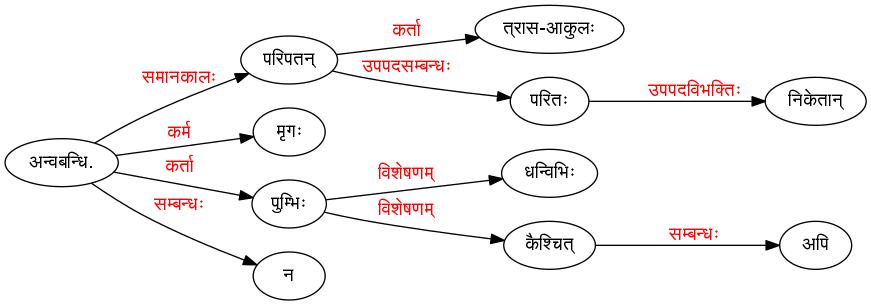 कर्ता
त्रास-आकुलः
परिपतन्
समानकालः
उपपदसम्बन्धः
परितः
उपपदविभक्तिः
निकेतान्
कर्म
मृगः
अन्वबन्धि.
कर्ता
विशेषणम्
धन्विभिः
पुम्भिः
विशेषणम्
सम्बन्धः
कैश्चित्
सम्बन्धः
अपि
न